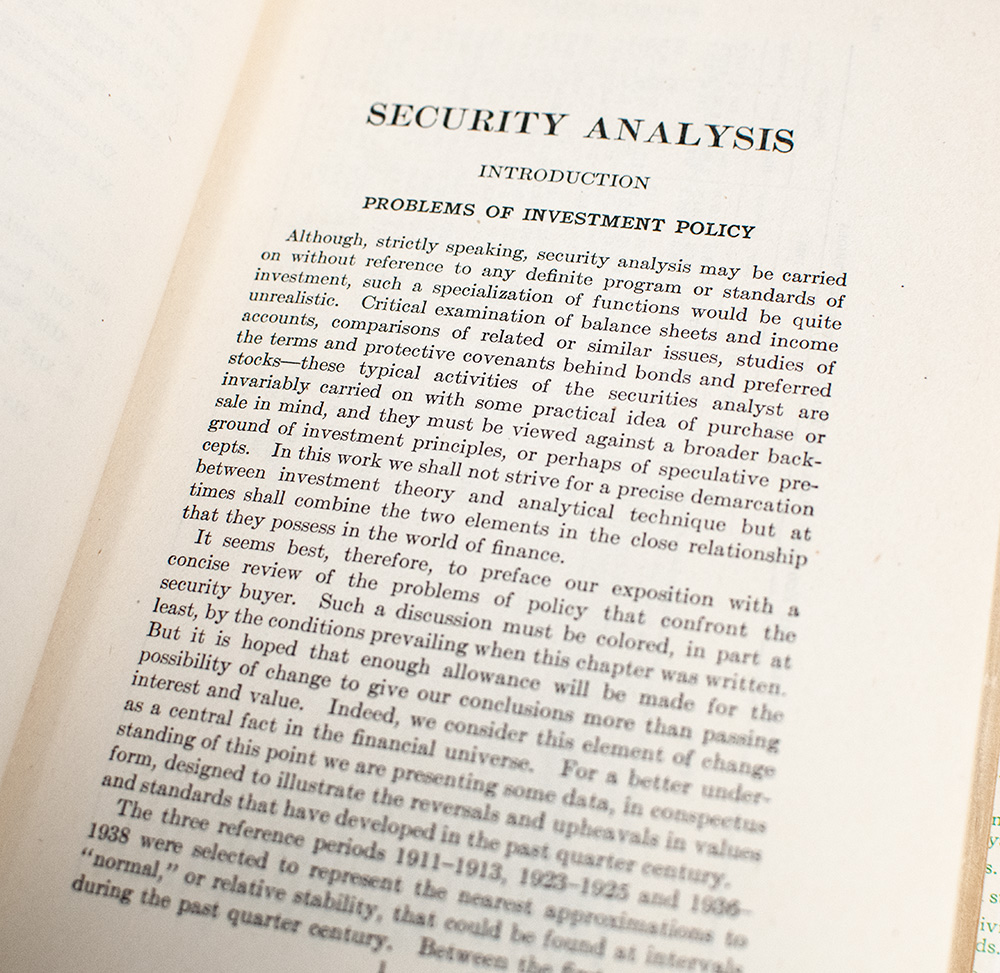 SECURITY ANALYSIS
INTRODUCTION
PROBLEMS OF INVESTMENT POLICY
Although, strictly speaking, security analysis may be carried
on without reference to any definite program or standards of
investment, such a specialization of functions would be quite
unrealistic. Critical examination of balance sheets and income
accounts, comparisons of related or similar issues, studies of
the terms and protective covenants behind bonds and preferred
stocks—these typical activities of the securities analyst are
invariably carried on with some practical idea of purchase or
sale in mind, and they must be viewed against a broader back-
ground of investment principles, or perhaps of speculative pre-
cepts. In this work we shall not strive for a precise demarcation
between investment theory and analytical technique but at
times shall combine the two elements in the close relationship
that they possess in the world of finance.
It seems best, therefore, to preface our exposition with a
concise review of the problems of policy that confront the
security buyer. Such a discussion must be colored, in part at
least, by the conditions prevailing when this chapter was written.
But it is hoped that enough allowance will be made for the
possibility of change to give our conclusions more than passing
interest and value. Indeed, we consider this element of change
as a central fact in the financial universe. For a better under-
standing of this point we are presenting some data, in conspectus
form, designed to illustrate the reversals and upheavals in values
and standards that have developed in the past quarter century.
The three reference periods 1911–1913, 1923–1925 and 1936–
1938 were selected to represent the nearest approximations to
“normal,” or relative stability, that could be found at intervals
during the past quarter century. Between the first
1